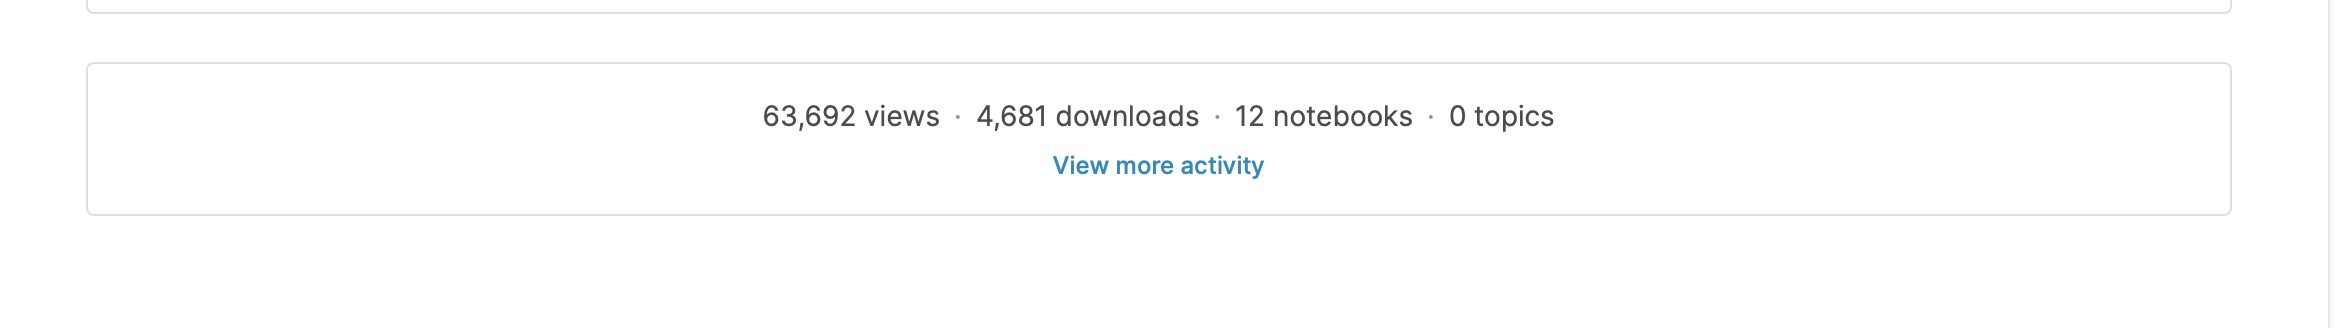 63,692 views · 4,681 downloads · 12 notebooks · 0 topics
View more activity